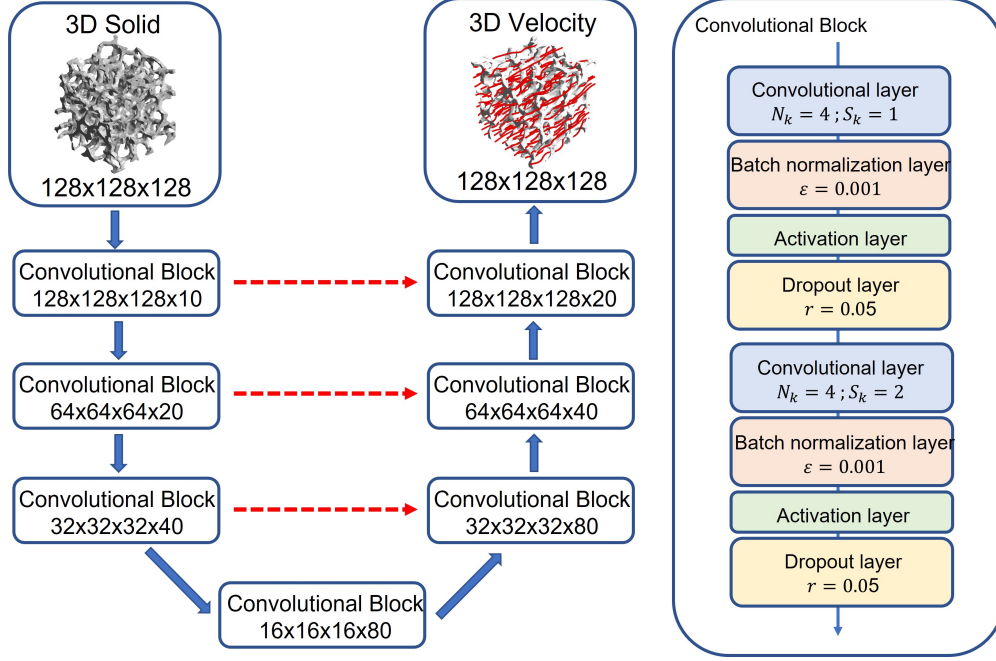 3D Solid
128x128x128
3D Velocity
128x128x128
Convolutional Block
128x128x128x10
Convolutional Block
128x128x128x20
Convolutional Block
64x64x64x20
Convolutional Block
64x64x64x40
Convolutional Block
32x32x32x40
Convolutional Block
32x32x32x80
Convolutional Block
16x16x16x80
Convolutional Block
Convolutional layer
N_k = 4 ; S_k = 1
Batch normalization layer
ε = 0.001
Activation layer
Dropout layer
r = 0.05
Convolutional layer
N_k = 4 ; S_k = 2
Batch normalization layer
ε = 0.001
Activation layer
Dropout layer
r = 0.05